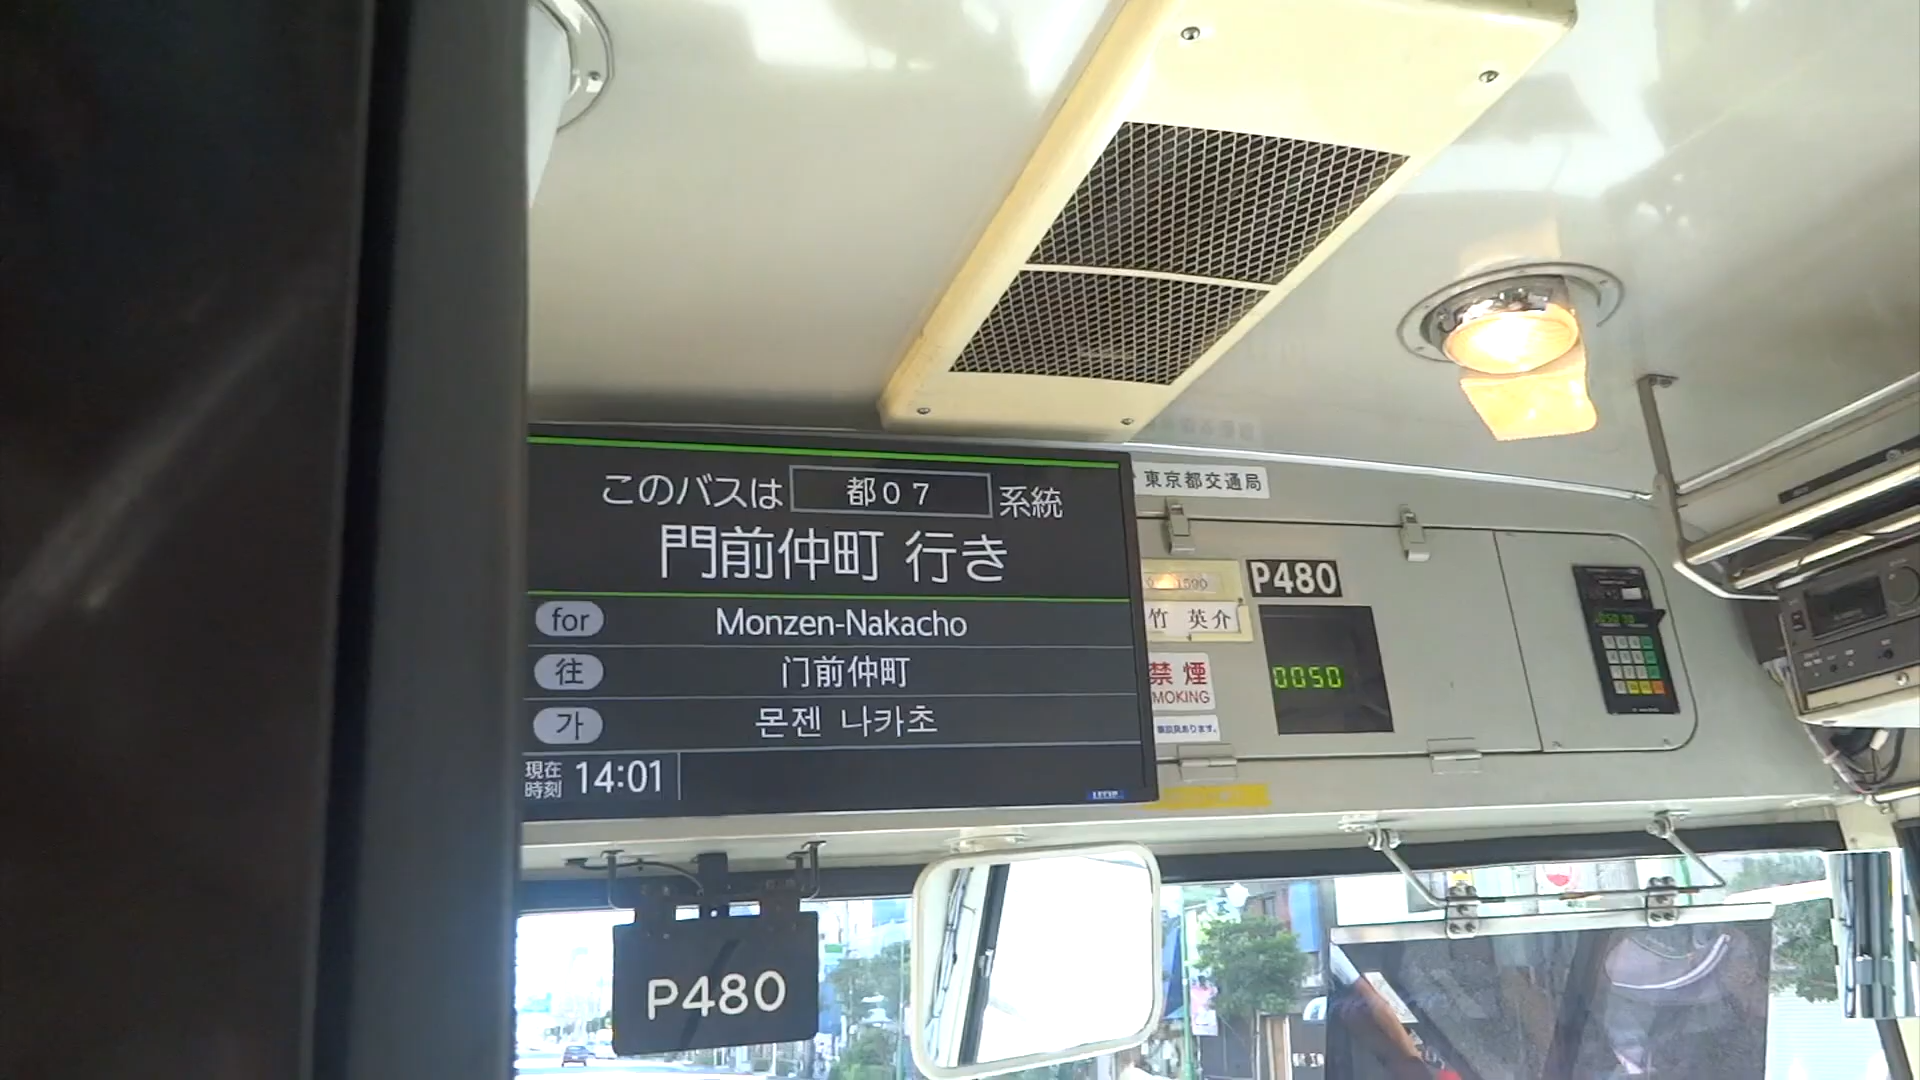 このバスは 都07 系統
門前仲町 行き
for Monzen-Nakacho
往 门前仲町
가 몬젠 나카초
現在時刻 14:01
東京都交通局
1590
竹 英介
P480
禁煙
MOKING
0050
P480